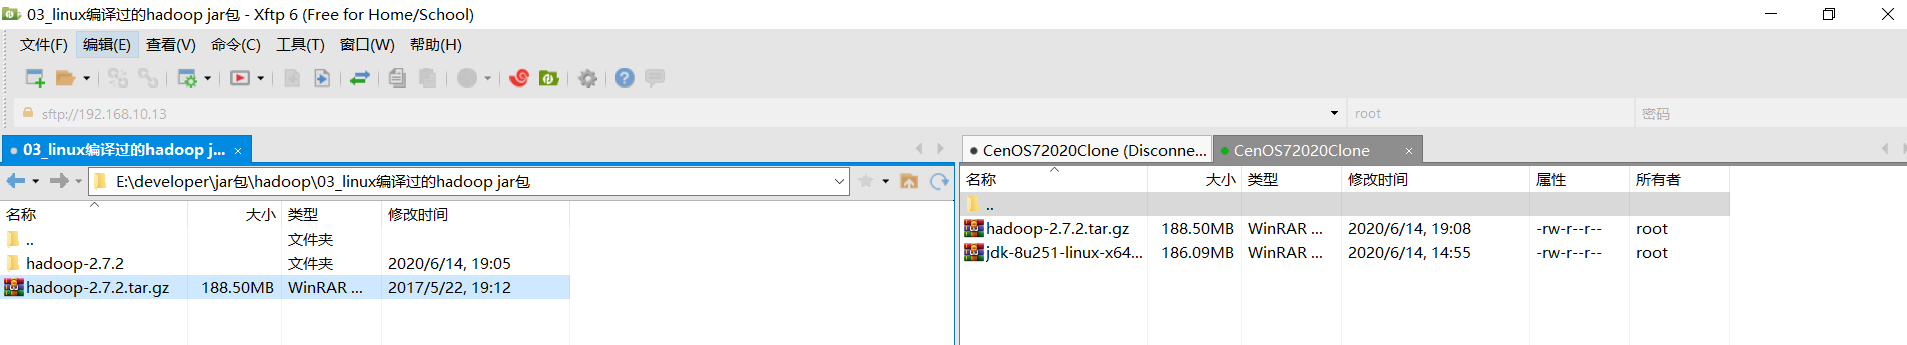 03_linux编译过的hadoop jar包 - Xftp 6 (Free for Home/School)
文件(F) 编辑(E) 查看(V) 命令(C) 工具(T) 窗口(W) 帮助(H)
sftp://192.168.10.13 root 密码
03_linux编译过的hadoop j... ×
E:\developer\jar包\hadoop\03_linux编译过的hadoop jar包
名称 大小 类型 修改时间
.. 文件夹
hadoop-2.7.2 文件夹 2020/6/14, 19:05
hadoop-2.7.2.tar.gz 188.50MB WinRAR ... 2017/5/22, 19:12
CenOS72020Clone (Disconne... CenOS72020Clone ×
名称 大小 类型 修改时间 属性 所有者
..
hadoop-2.7.2.tar.gz 188.50MB WinRAR ... 2020/6/14, 19:08 -rw-r--r-- root
jdk-8u251-linux-x64... 186.09MB WinRAR ... 2020/6/14, 14:55 -rw-r--r-- root